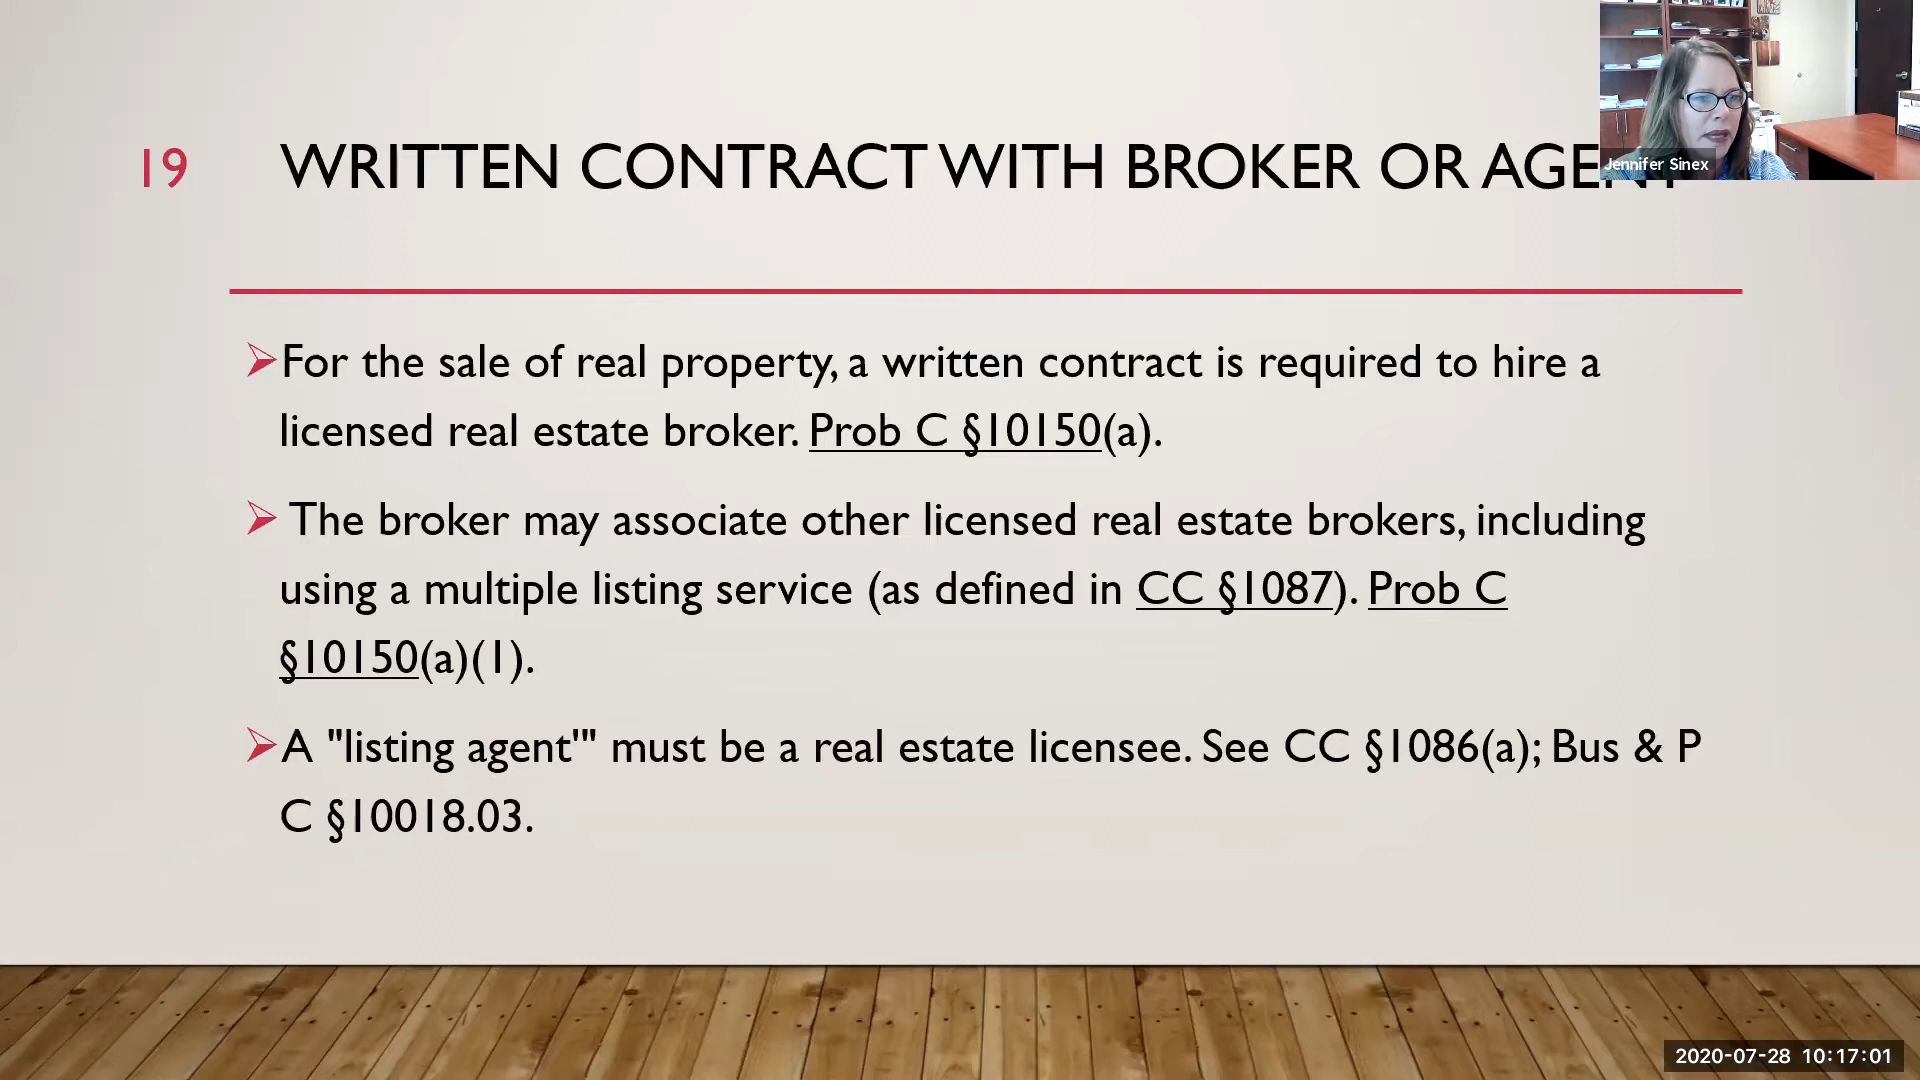 19
WRITTEN CONTRACT WITH BROKER OR AGENT
Jennifer Sinex
➢For the sale of real property, a written contract is required to hire a
licensed real estate broker. Prob C §10150(a).
➢ The broker may associate other licensed real estate brokers, including
using a multiple listing service (as defined in CC §1087). Prob C
§10150(a)(1).
➢A "listing agent'" must be a real estate licensee. See CC §1086(a); Bus & P
C §10018.03.
2020-07-28 10:17:01